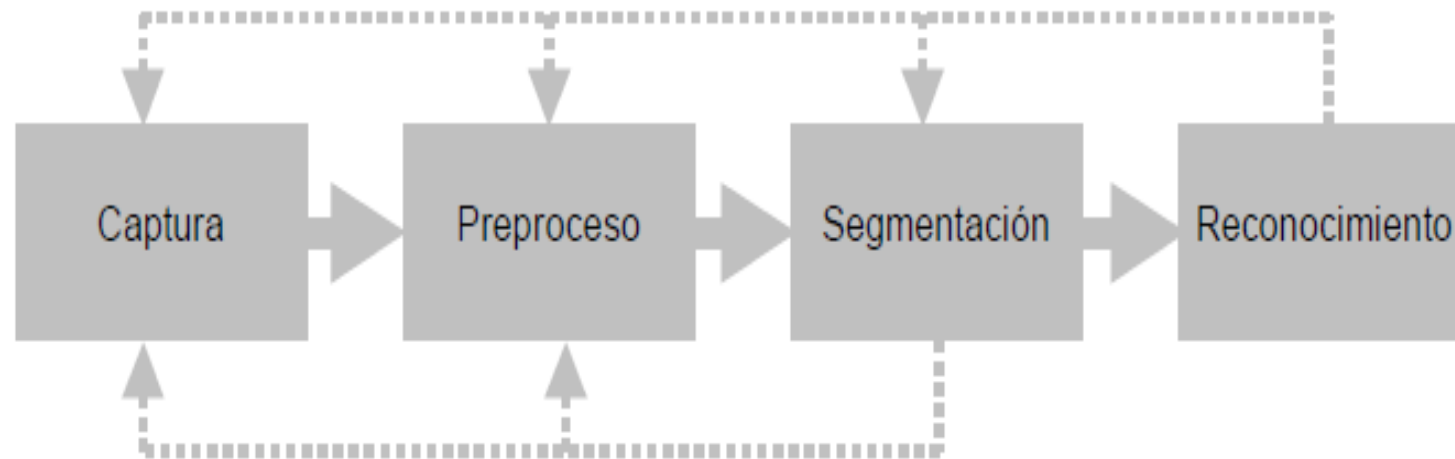 Captura
Preproceso
Segmentación
Reconocimiento